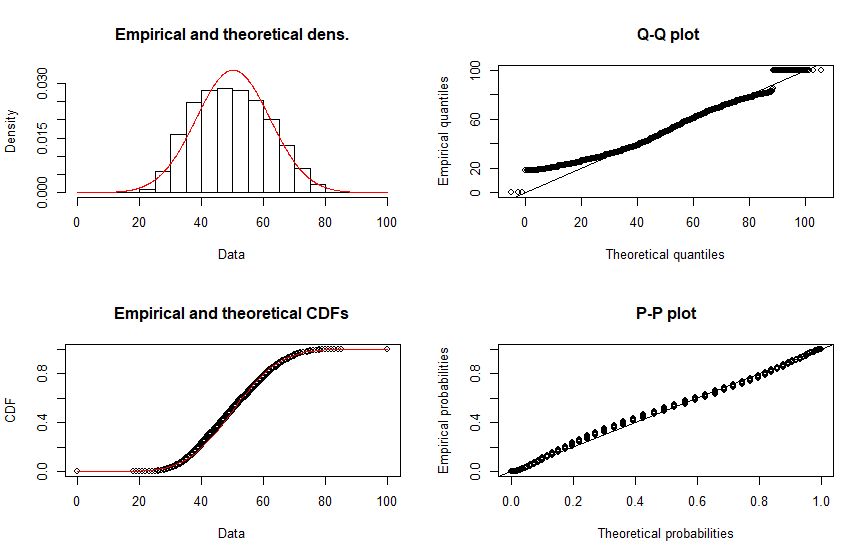 Empirical and theoretical dens.
Density
0.000 0.015 0.030
0 20 40 60 80 100
Data
Q-Q plot
Empirical quantiles
0 20 60 100
0 20 40 60 80 100
Theoretical quantiles
Empirical and theoretical CDFs
CDF
0.0 0.4 0.8
0 20 40 60 80 100
Data
P-P plot
Empirical probabilities
0.0 0.4 0.8
0.0 0.2 0.4 0.6 0.8 1.0
Theoretical probabilities